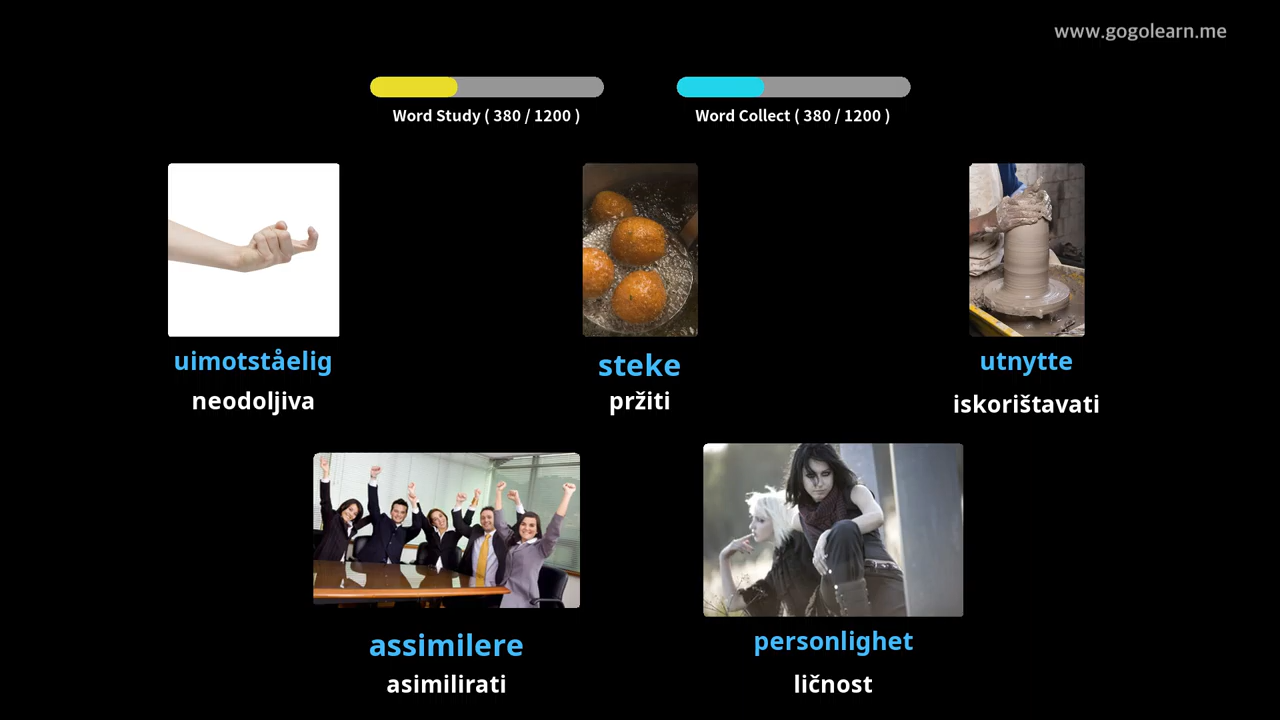 www.gogolearn.me
Word Study ( 380 / 1200 )
Word Collect ( 380 / 1200 )
uimotståelig
neodoljiva
steke
pržiti
utnytte
iskorištavati
assimilere
asimilirati
personlighet
ličnost